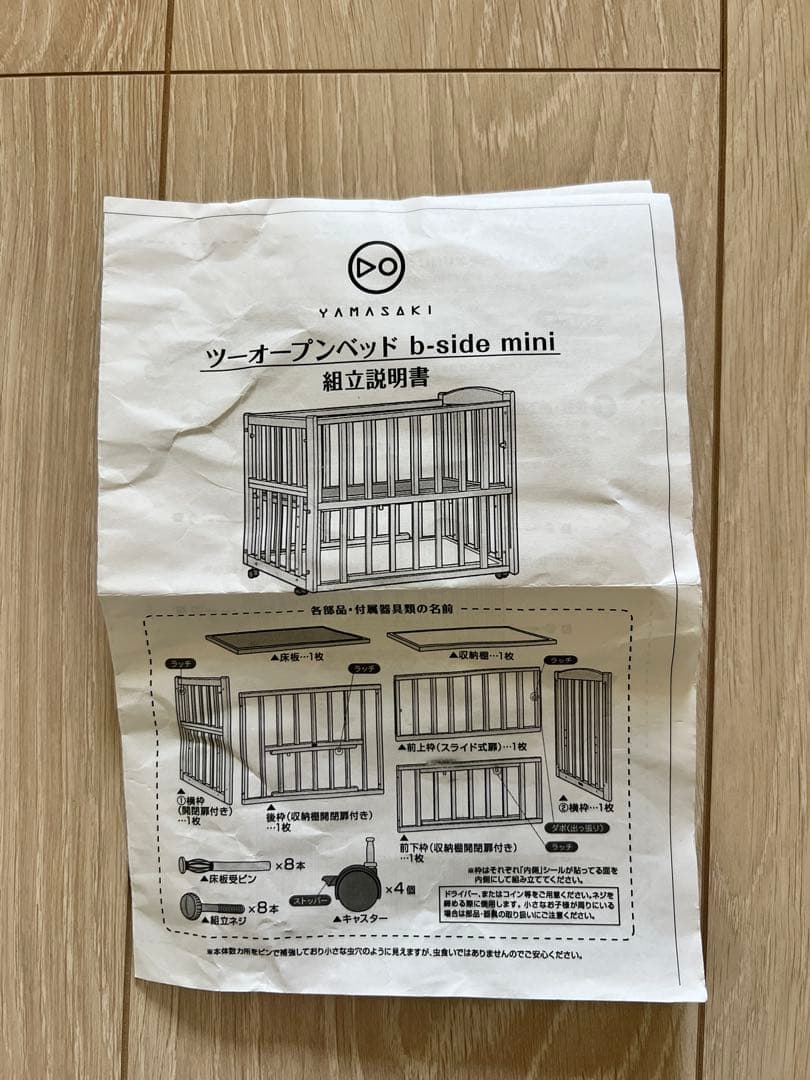 YAMASAKI
ツーオープンベッド b-side mini
組立説明書
各部品・付属器具類の名前
▲床板…1枚
▲収納棚…1枚
ラッチ
ラッチ
ラッチ
▲前上枠(スライド式扉)…1枚
▲
①横枠
(開閉扉付き)
…1枚
▲
後枠(収納棚開閉扉付き)
…1枚
▲
②横枠…1枚
▲
前下枠(収納棚開閉扉付き)
…1枚
ダボ(出っ張り)
ラッチ
×8本
▲床板受ピン
×8本
▲組立ネジ
ストッパー
×4個
▲キャスター
※枠はそれぞれ「内側」シールが貼ってる面を
内側にして組み立ててください。
ドライバー、またはコイン等をご用意ください。ネジを
締める際に使用します。小さなお子様が周りにいる
場合は部品・器具の取り扱いにご注意ください。
※本体数カ所をピンで補強しており小さな虫穴のように見えますが、虫食いではありませんのでご安心ください。